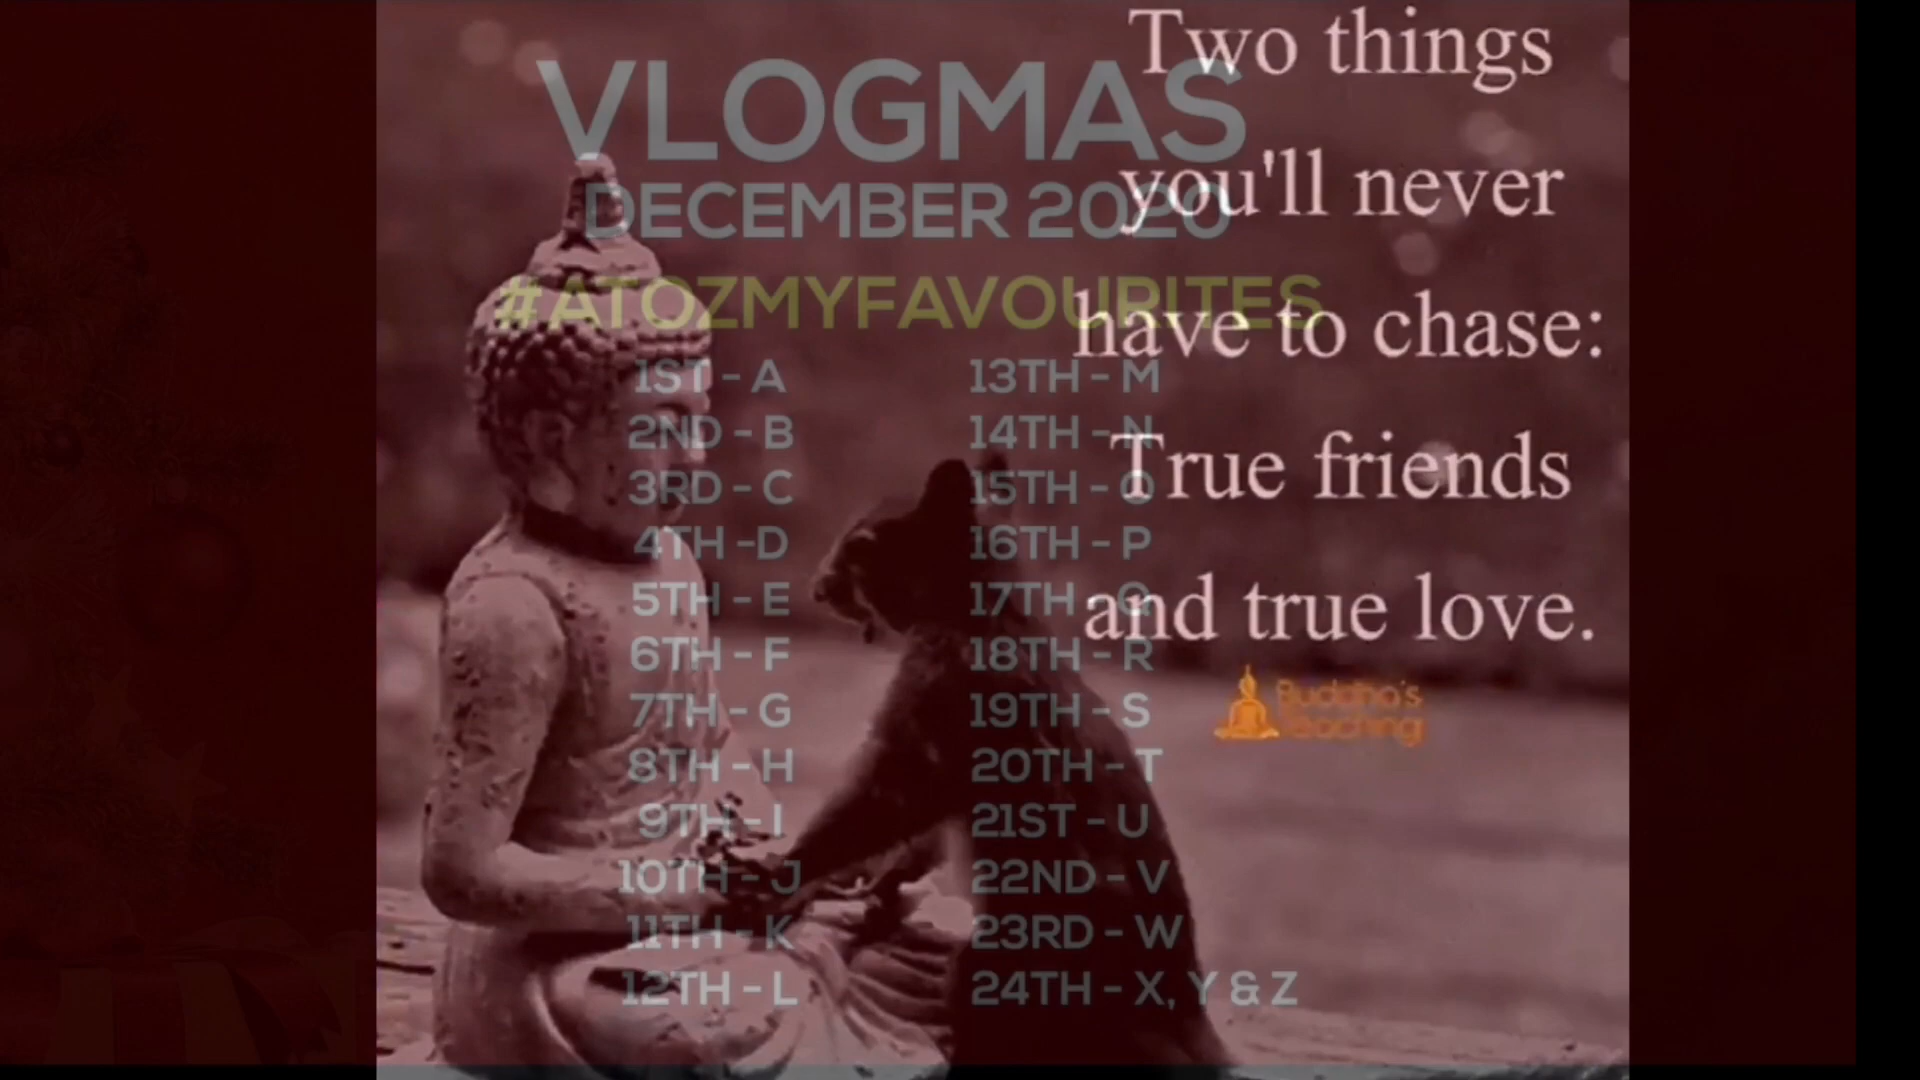 VLOGMAS
DECEMBER 2020
#ATOZMYFAVOURITES
1ST - A
2ND - B
3RD - C
4TH -D
5TH - E
6TH - F
7TH - G
8TH - H
9TH - I
10TH - J
11TH - K
12TH - L
13TH - M
14TH - N
15TH - O
16TH - P
17TH - Q
18TH - R
19TH - S
20TH - T
21ST - U
22ND - V
23RD - W
24TH - X, Y & Z
Two things
you'll never
have to chase:
True friends
and true love.
Buddha's
Teaching